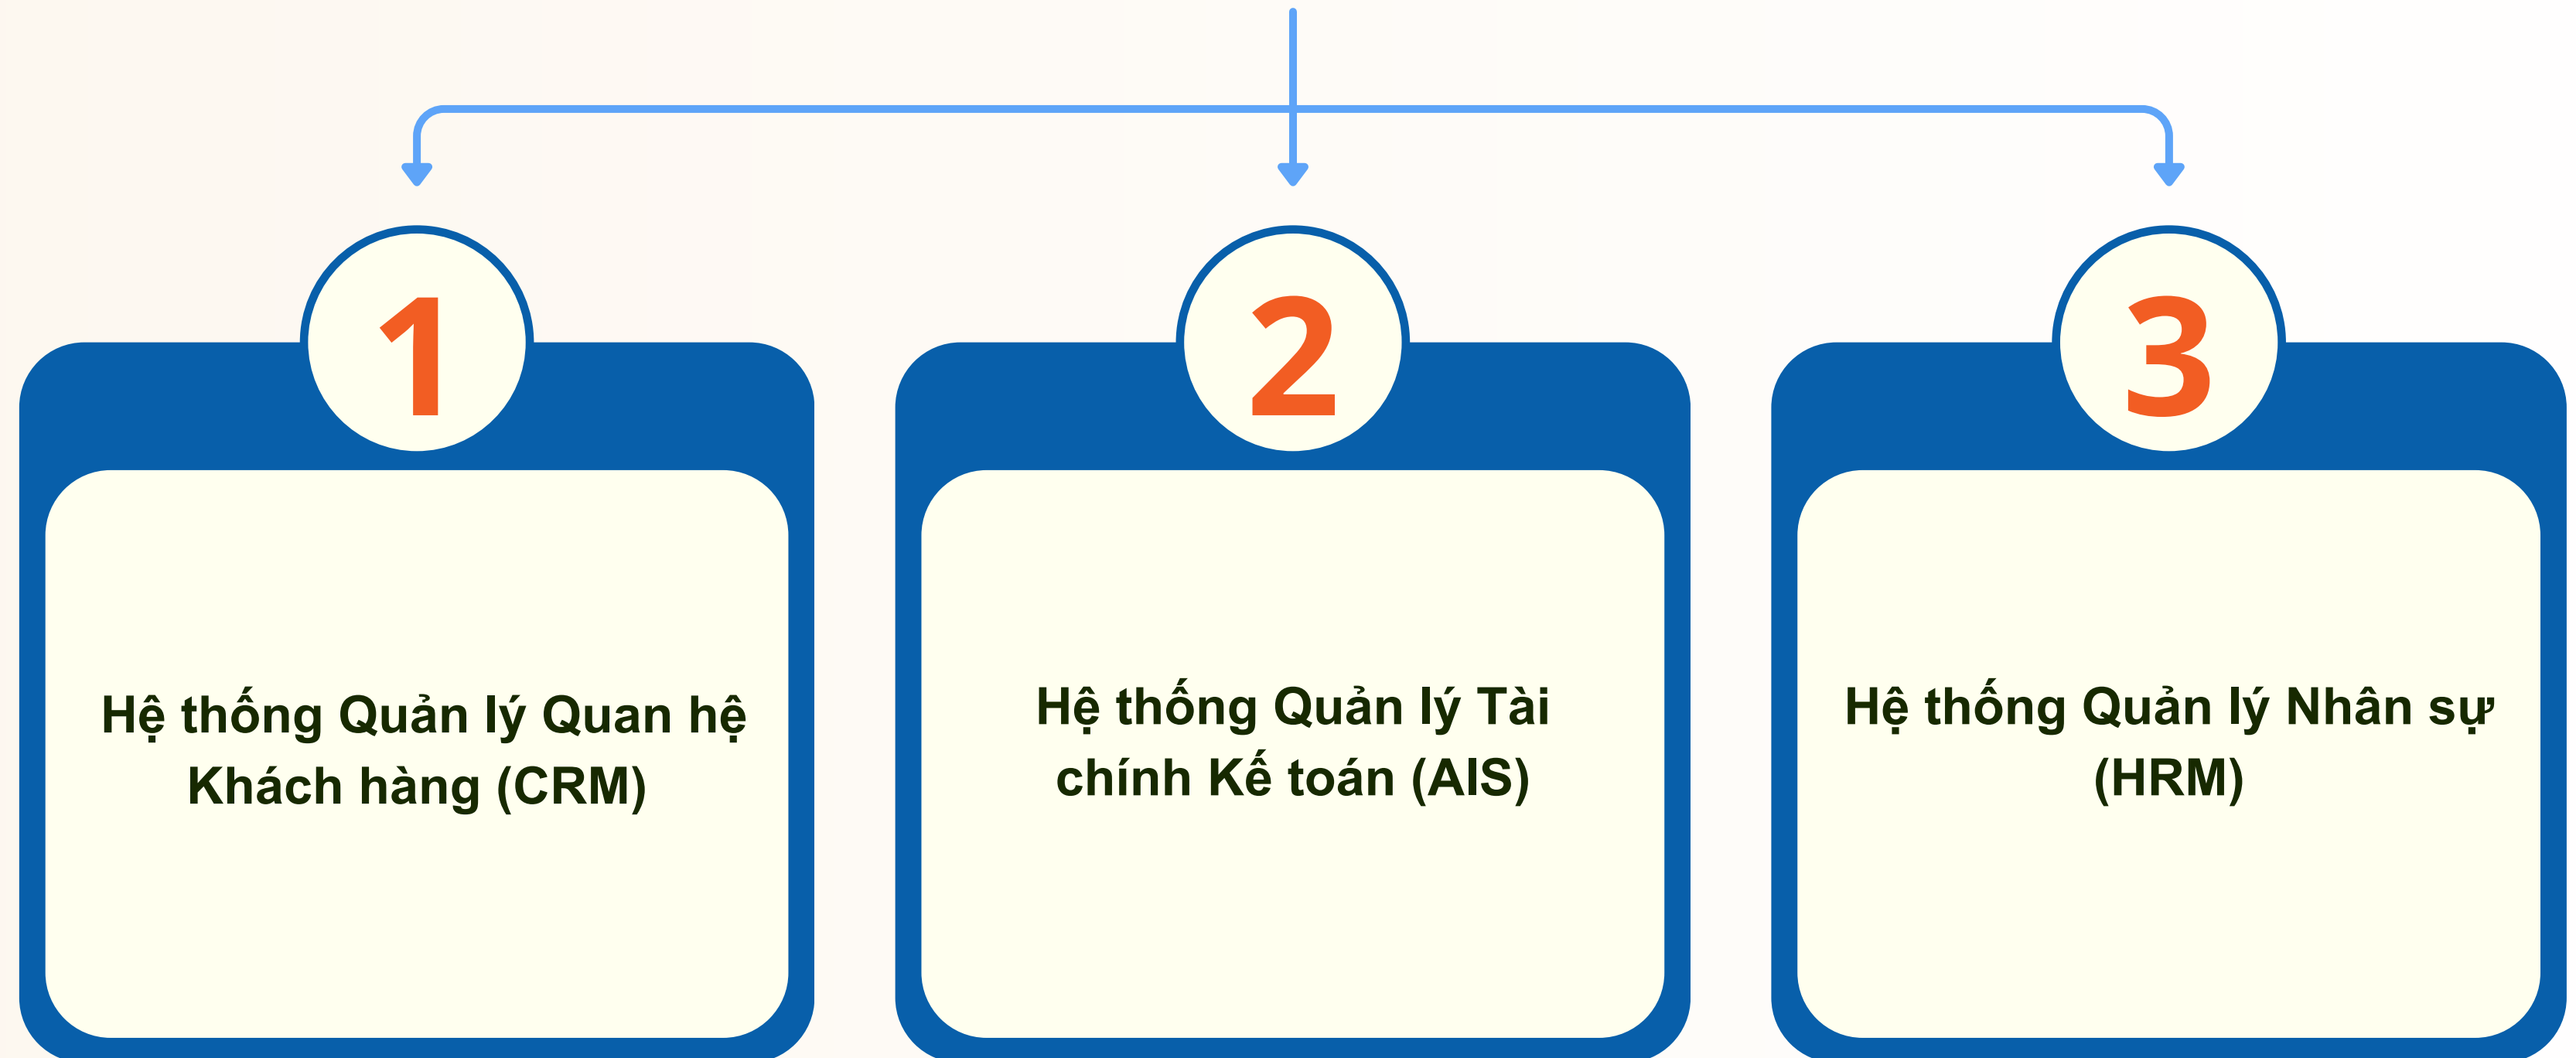 1
Hệ thống Quản lý Quan hệ
Khách hàng (CRM)
2
Hệ thống Quản lý Tài
chính Kế toán (AIS)
3
Hệ thống Quản lý Nhân sự
(HRM)